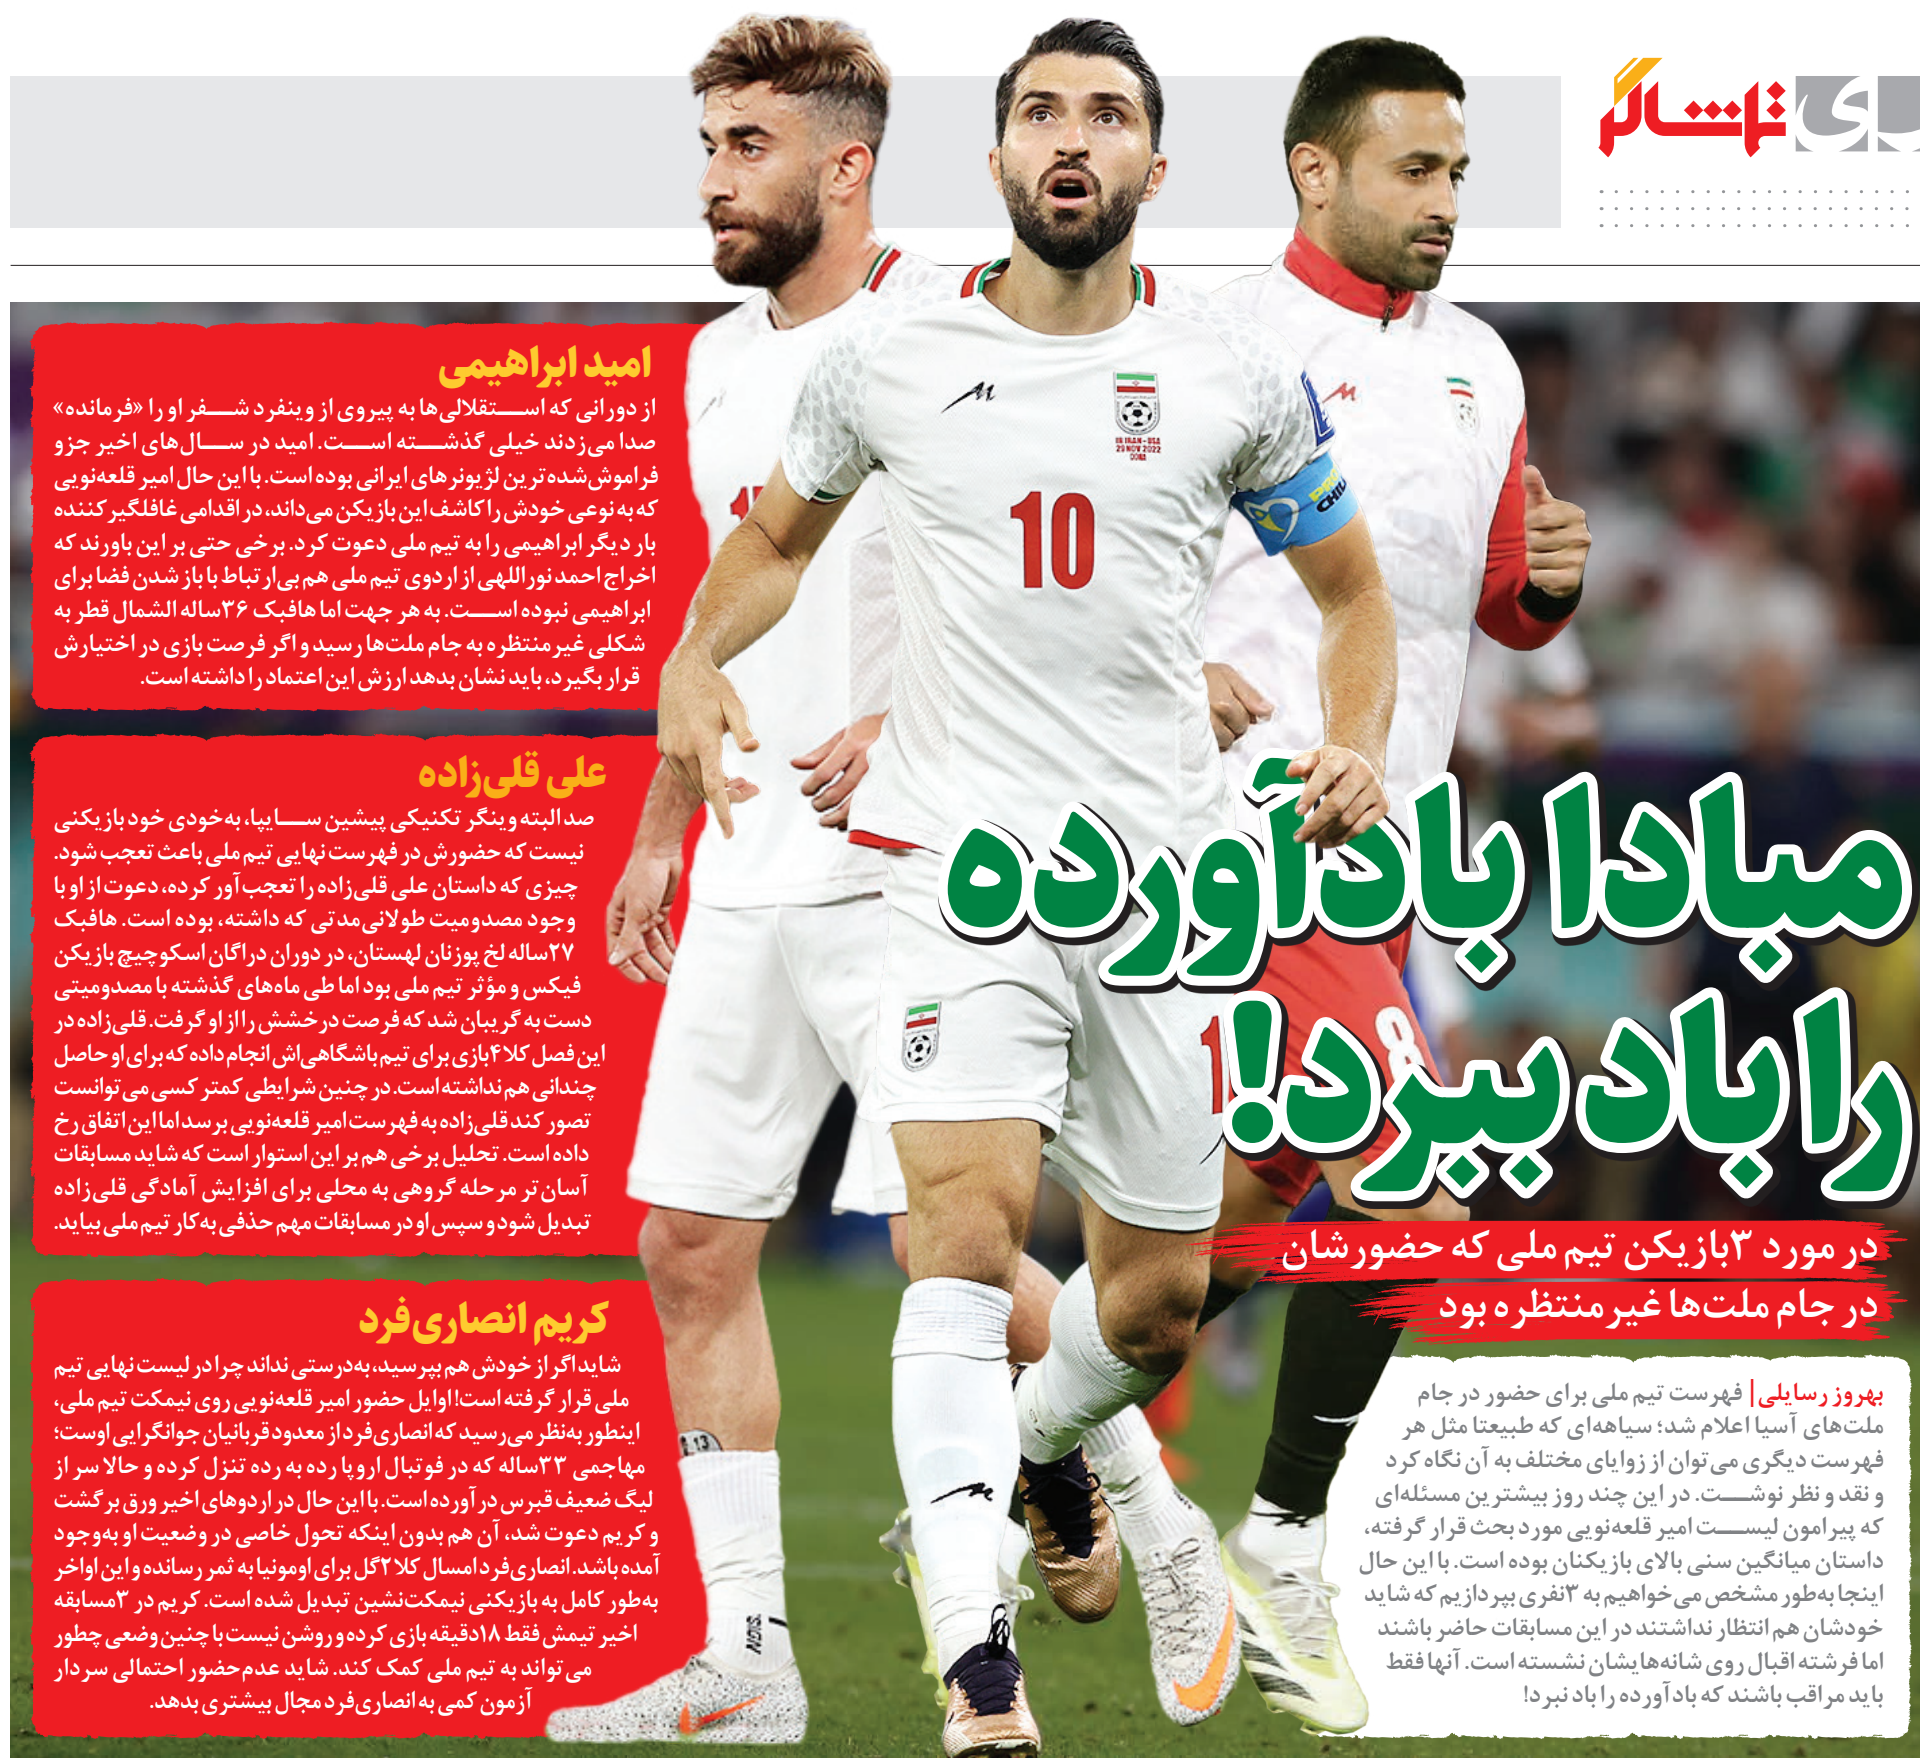 تماشاگر
مبادا بادآورده
را باد ببرد!
در مورد ۳بازیکن تیم ملی که حضورشان
در جام ملت‌ها غیرمنتظره بود
بهروز رسایلی| فهرست تیم ملی برای حضور در جام
ملت‌های آسیا اعلام شد؛ سیاهه‌ای که طبیعتا مثل هر
فهرست دیگری می‌توان از زوایای مختلف به آن نگاه کرد
و نقد و نظر نوشت. در این چند روز بیشترین مسئله‌ای
که پیرامون لیست امیر قلعه‌نویی مورد بحث قرار گرفته،
داستان میانگین سنی بالای بازیکنان بوده است. با این حال
اینجا به‌طور مشخص می‌خواهیم به ۳نفری بپردازیم که شاید
خودشان هم انتظار نداشتند در این مسابقات حاضر باشند
اما فرشته اقبال روی شانه‌هایشان نشسته است. آنها فقط
باید مراقب باشند که بادآورده را باد نبرد!
امید ابراهیمی
از دورانی که استقلالی‌ها به پیروی از وینفرد شفر او را «فرمانده»
صدا می‌زدند خیلی گذشته است. امید در سال‌های اخیر جزو
فراموش‌شده‌ترین لژیونرهای ایرانی بوده است. با این حال امیر قلعه‌نویی
که به نوعی خودش را کاشف این بازیکن می‌داند، در اقدامی غافلگیرکننده
بار دیگر ابراهیمی را به تیم ملی دعوت کرد. برخی حتی بر این باورند که
اخراج احمد نوراللهی از اردوی تیم ملی هم بی‌ارتباط با باز شدن فضا برای
ابراهیمی نبوده است. به هر جهت اما هافبک ۳۶ساله الشمال قطر به
شکلی غیرمنتظره به جام ملت‌ها رسید و اگر فرصت بازی در اختیارش
قرار بگیرد، باید نشان بدهد ارزش این اعتماد را داشته است.
علی قلی‌زاده
صد البته وینگر تکنیکی پیشین سایپا، به‌خودی خود بازیکنی
نیست که حضورش در فهرست نهایی تیم ملی باعث تعجب شود.
چیزی که داستان علی قلی‌زاده را تعجب‌آور کرده، دعوت از او با
وجود مصدومیت طولانی‌مدتی که داشته، بوده است. هافبک
۲۷ساله لخ پوزنان لهستان، در دوران دراگان اسکوچیچ بازیکن
فیکس و مؤثر تیم ملی بود اما طی ماه‌های گذشته با مصدومیتی
دست به گریبان شد که فرصت درخشش را از او گرفت. قلی‌زاده در
این فصل کلا ۴بازی برای تیم باشگاهی‌اش انجام داده که برای او حاصل
چندانی هم نداشته است. در چنین شرایطی کمتر کسی می‌توانست
تصور کند قلی‌زاده به فهرست امیر قلعه‌نویی برسد اما این اتفاق رخ
داده است. تحلیل برخی هم بر این استوار است که شاید مسابقات
آسان‌تر مرحله گروهی به محلی برای افزایش آمادگی قلی‌زاده
تبدیل شود و سپس او در مسابقات مهم حذفی به‌کار تیم ملی بیاید.
کریم انصاری‌فرد
شاید اگر از خودش هم بپرسید، به‌درستی نداند چرا در لیست نهایی تیم
ملی قرار گرفته است! اوایل حضور امیر قلعه‌نویی روی نیمکت تیم ملی،
اینطور به‌نظر می‌رسید که انصاری‌فرد از معدود قربانیان جوانگرایی اوست؛
مهاجمی ۳۳ساله که در فوتبال اروپا رده به رده تنزل کرده و حالا سر از
لیگ ضعیف قبرس درآورده است. با این حال در اردوهای اخیر ورق برگشت
و کریم دعوت شد، آن هم بدون اینکه تحول خاصی در وضعیت او به‌وجود
آمده باشد. انصاری‌فرد امسال کلا ۲گل برای اومونیا به ثمر رسانده و این اواخر
به‌طور کامل به بازیکنی نیمکت‌نشین تبدیل شده است. کریم در ۳مسابقه
اخیر تیمش فقط ۱۸دقیقه بازی کرده و روشن نیست با چنین وضعی چطور
می‌تواند به تیم ملی کمک کند. شاید عدم‌حضور احتمالی سردار
آزمون کمی به انصاری‌فرد مجال بیشتری بدهد.
IR IRAN - USA
29 NOV 2022
DOHA
10
8